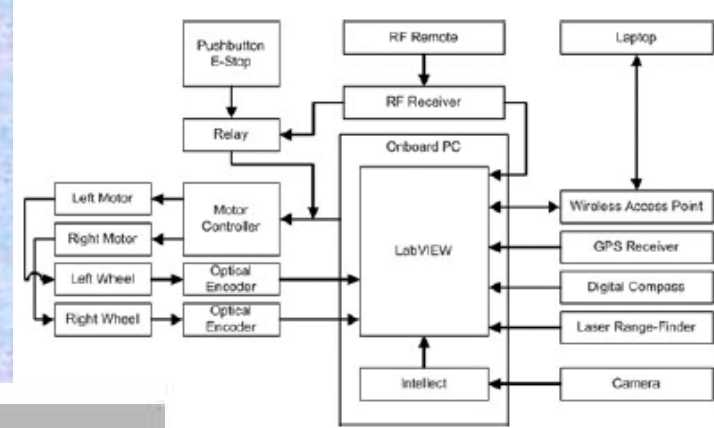 Pushbutton
E-Stop
RF Remote
Laptop
RF Receiver
Relay
Onboard PC
Left Motor
Motor
Controller
Right Motor
LabVIEW
Wireless Access Point
GPS Receiver
Left Wheel
Optical
Encoder
Digital Compass
Right Wheel
Optical
Encoder
Laser Range-Finder
Intellect
Camera